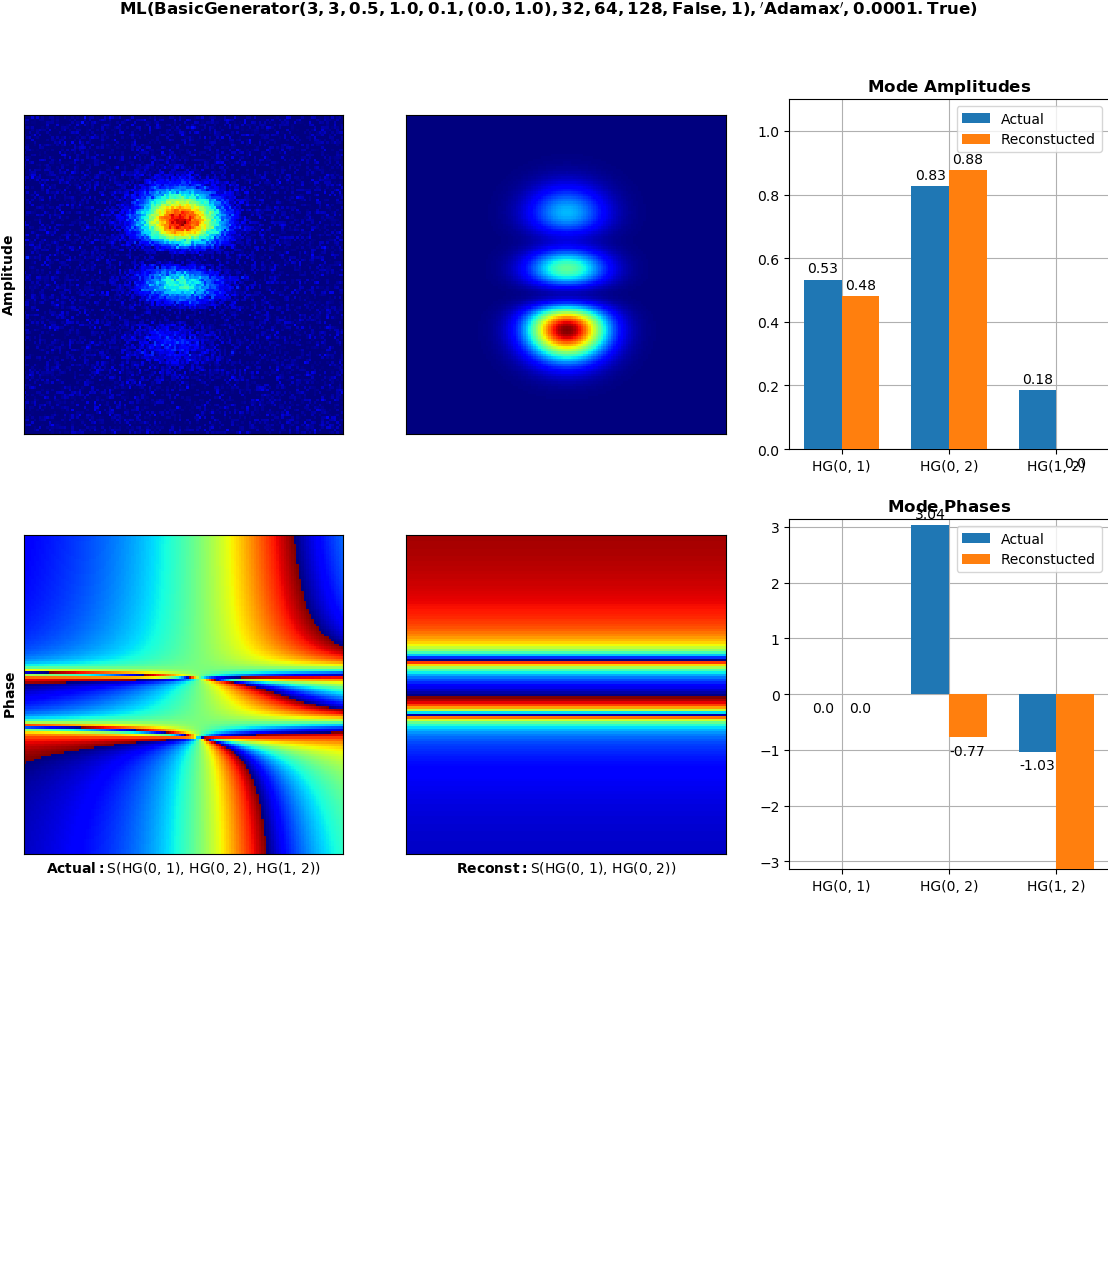 ML(BasicGenerator(3, 3, 0.5, 1.0, 0.1, (0.0, 1.0), 32, 64, 128, False, 1), ′Adamax′, 0.0001. True)
Mode Amplitudes
Actual
Reconstucted
1.0
0.8
0.6
0.4
0.2
0.0
0.53
0.48
0.83
0.88
0.18
0.0
HG(0, 1)
HG(0, 2)
HG(1, 2)
Amplitude
Mode Phases
Actual
Reconstucted
3
2
1
0
−1
−2
−3
0.0
0.0
3.04
-0.77
-1.03
HG(0, 1)
HG(0, 2)
HG(1, 2)
Phase
Actual: S(HG(0, 1), HG(0, 2), HG(1, 2))
Reconst: S(HG(0, 1), HG(0, 2))